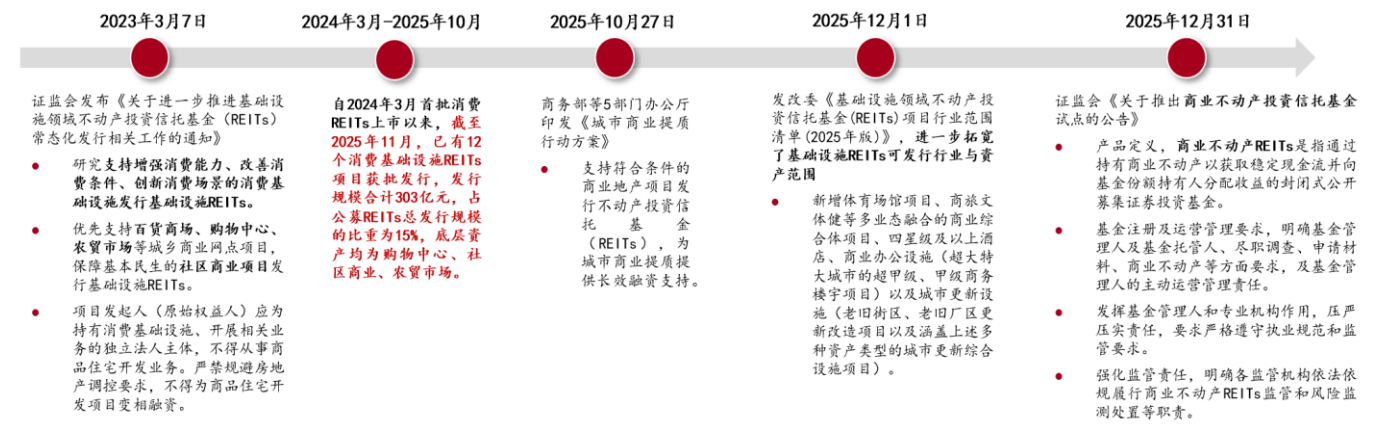 2023年3月7日
证监会发布《关于进一步推进基础设
施领域不动产投资信托基金（REITs）
常态化发行相关工作的通知》
研究支持增强消费能力、改善消
费条件、创新消费场景的消费基
础设施发行基础设施REITs。
优先支持百货商场、购物中心、
农贸市场等城乡商业网点项目，
保障基本民生的社区商业项目发
行基础设施REITs。
项目发起人（原始权益人）应为
持有消费基础设施、开展相关业
务的独立法人主体，不得从事商
品住宅开发业务。严禁规避房地
产调控要求，不得为商品住宅开
发项目变相融资。
2024年3月-2025年10月
自2024年3月首批消费
REITs上市以来，截至
2025年11月，已有12
个消费基础设施REITs
项目获批发行，发行
规模合计303亿元，占
公募REITs总发行规模
的比重为15%，底层资
产均为购物中心、社
区商业、农贸市场。
2025年10月27日
商务部等5部门办公厅
印发《城市商业提质
行动方案》
支持符合条件的
商业地产项目发
行不动产投资信
托基金
（REITs），为
城市商业提质提
供长效融资支持。
2025年12月1日
发改委《基础设施领域不动产投
资信托基金(REITs)项目行业范围
清单(2025年版)》，进一步拓宽
了基础设施REITs可发行行业与资
产范围
新增体育场馆项目、商旅文
体健等多业态融合的商业综
合体项目、四星级及以上酒
店、商业办公设施（超大特
大城市的超甲级、甲级商务
楼宇项目）以及城市更新设
施（老旧街区、老旧厂区更
新改造项目以及涵盖上述多
种资产类型的城市更新综合
设施项目）。
2025年12月31日
证监会《关于推出商业不动产投资信托基金
试点的公告》
产品定义，商业不动产REITs是指通过
持有商业不动产以获取稳定现金流并向
基金份额持有人分配收益的封闭式公开
募集证券投资基金。
基金注册及运营管理要求，明确基金管
理人及基金托管人、尽职调查、申请材
料、商业不动产等方面要求，及基金管
理人的主动运营管理责任。
发挥基金管理人和专业机构作用，压严
压实责任，要求严格遵守执业规范和监
管要求。
强化监管责任，明确各监管机构依法依
规履行商业不动产REITs监管和风险监
测处置等职责。